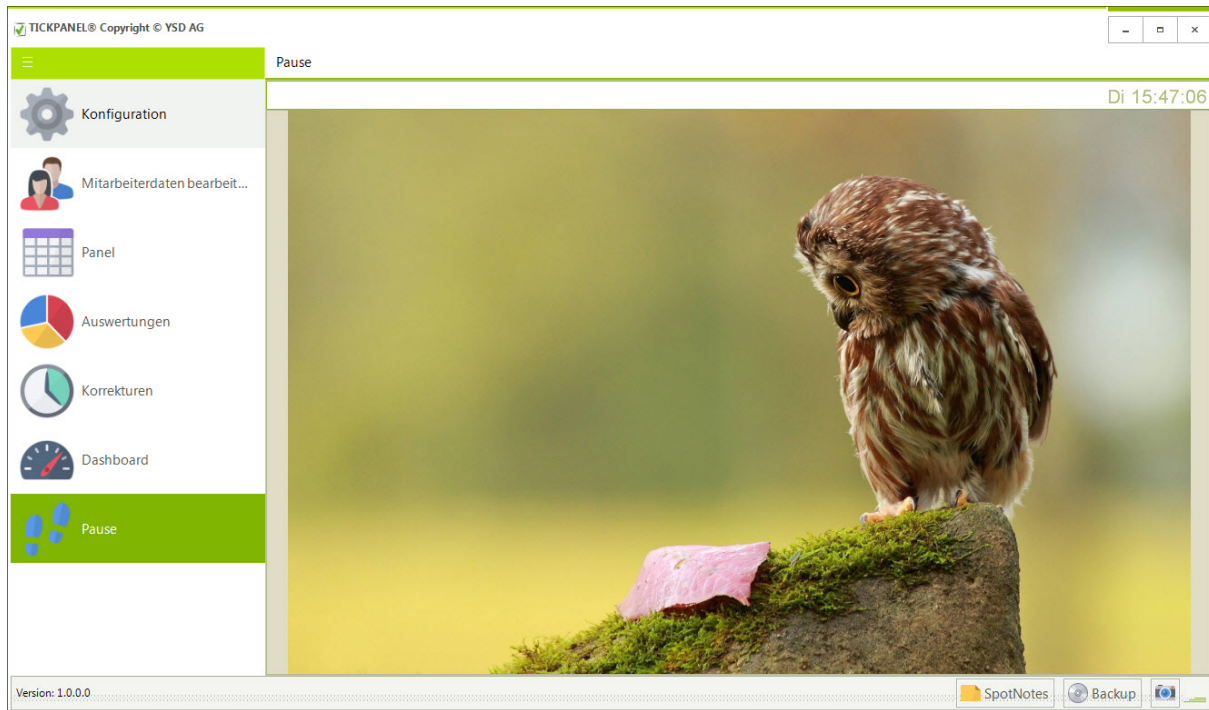 TICKPANEL® Copyright © YSD AG
Pause
Di 15:47:06
Konfiguration
Mitarbeiterdaten bearbeit...
Panel
Auswertungen
Korrekturen
Dashboard
Pause
Version: 1.0.0.0
SpotNotes
Backup